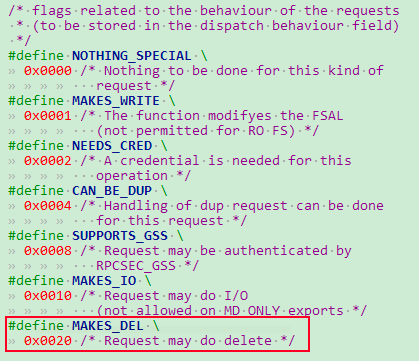 /* flags related to the behaviour of the requests
 * (to be stored in the dispatch behaviour field)
 */
#define NOTHING_SPECIAL \
» 0x0000 /* Nothing to be done for this kind of
» » » » request */
#define MAKES_WRITE \
» 0x0001 /* The function modifyes the FSAL
» » » » (not permitted for RO FS) */
#define NEEDS_CRED \
» 0x0002 /* A credential is needed for this
» » » » operation */
#define CAN_BE_DUP \
» 0x0004 /* Handling of dup request can be done
» » » » for this request */
#define SUPPORTS_GSS \
» 0x0008 /* Request may be authenticated by
» » » » RPCSEC_GSS */
#define MAKES_IO \
» 0x0010 /* Request may do I/O
» » » » (not allowed on MD ONLY exports */
#define MAKES_DEL \
» 0x0020 /* Request may do delete */